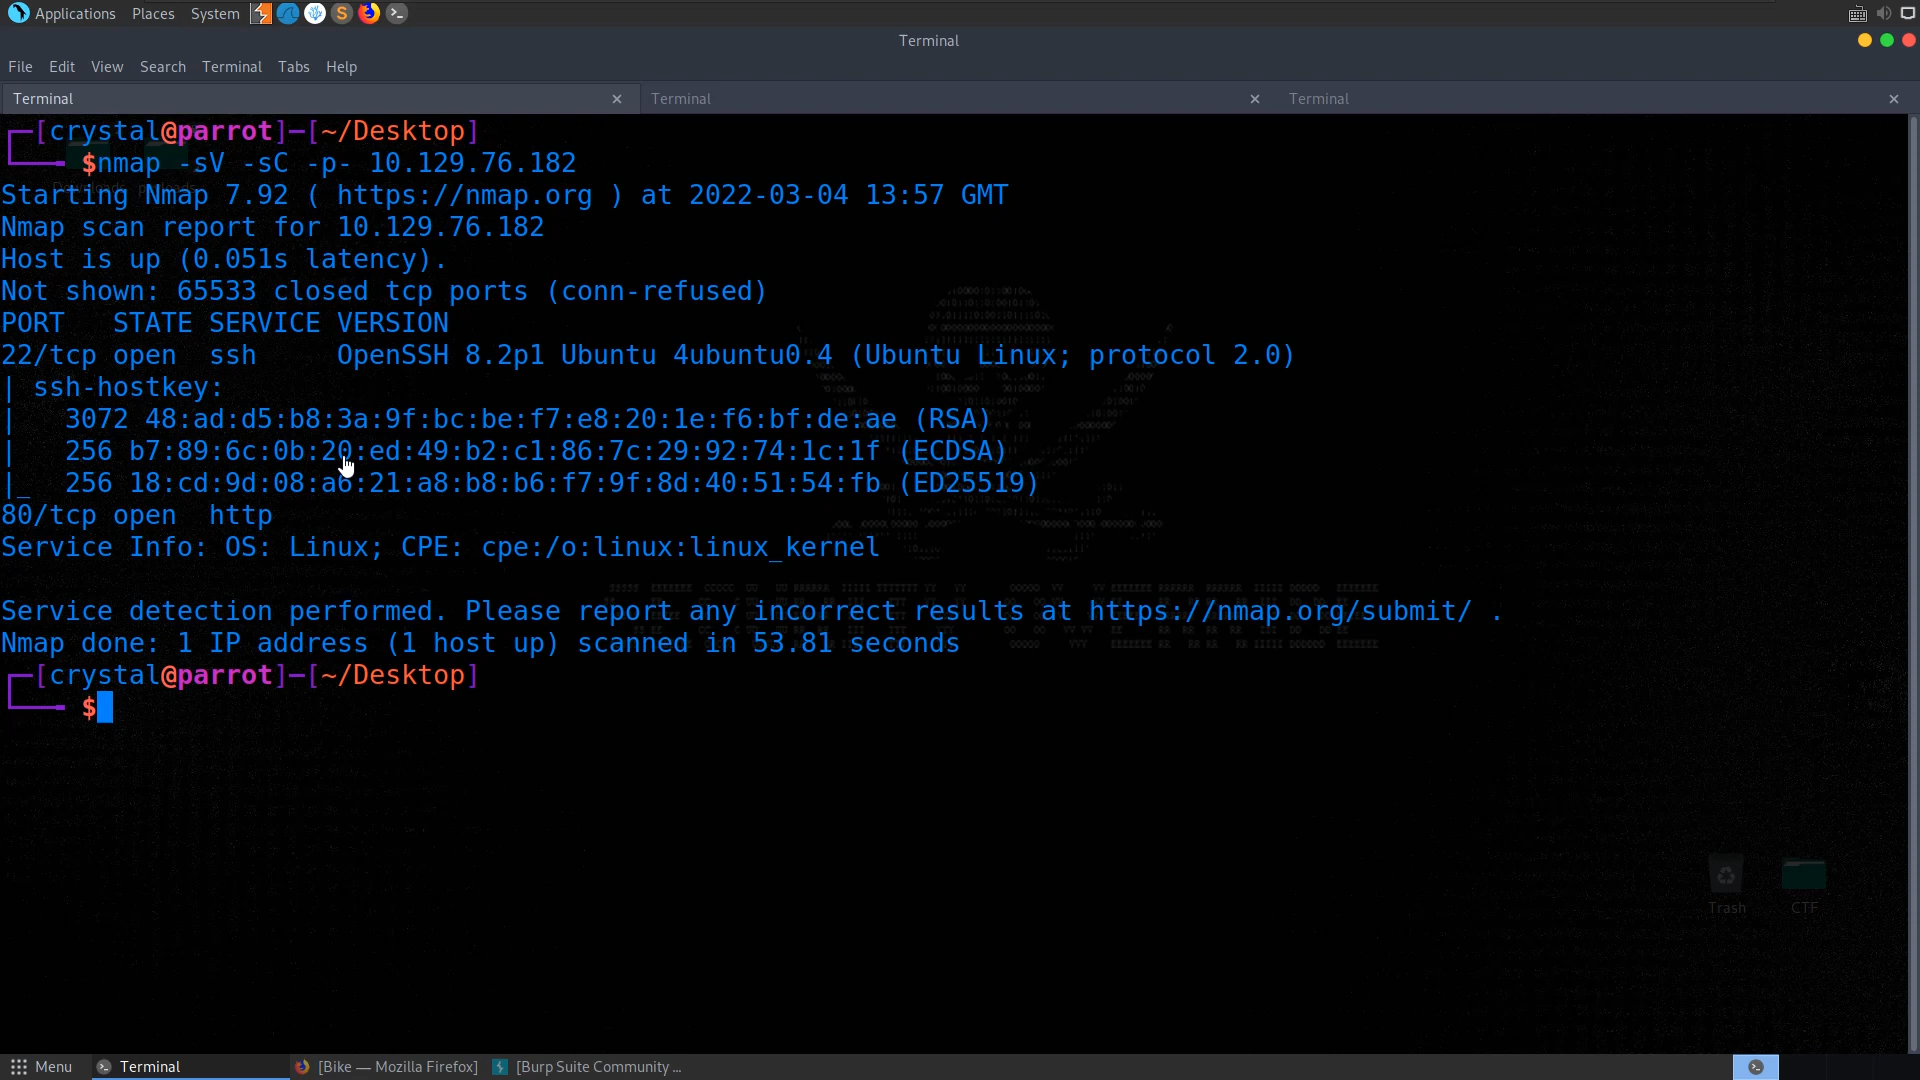 Applications Places System
Terminal
File Edit View Search Terminal Tabs Help
Terminal × Terminal × Terminal ×
┌─[crystal@parrot]─[~/Desktop]
└──╼ $nmap -sV -sC -p- 10.129.76.182
Starting Nmap 7.92 ( https://nmap.org ) at 2022-03-04 13:57 GMT
Nmap scan report for 10.129.76.182
Host is up (0.051s latency).
Not shown: 65533 closed tcp ports (conn-refused)
PORT   STATE SERVICE VERSION
22/tcp open  ssh     OpenSSH 8.2p1 Ubuntu 4ubuntu0.4 (Ubuntu Linux; protocol 2.0)
| ssh-hostkey:
|   3072 48:ad:d5:b8:3a:9f:bc:be:f7:e8:20:1e:f6:bf:de:ae (RSA)
|   256 b7:89:6c:0b:20:ed:49:b2:c1:86:7c:29:92:74:1c:1f (ECDSA)
|_  256 18:cd:9d:08:a6:21:a8:b8:b6:f7:9f:8d:40:51:54:fb (ED25519)
80/tcp open  http
Service Info: OS: Linux; CPE: cpe:/o:linux:linux_kernel
Service detection performed. Please report any incorrect results at https://nmap.org/submit/ .
Nmap done: 1 IP address (1 host up) scanned in 53.81 seconds
┌─[crystal@parrot]─[~/Desktop]
└──╼ $
Trash CTF
Menu Terminal [Bike — Mozilla Firefox] [Burp Suite Community ...